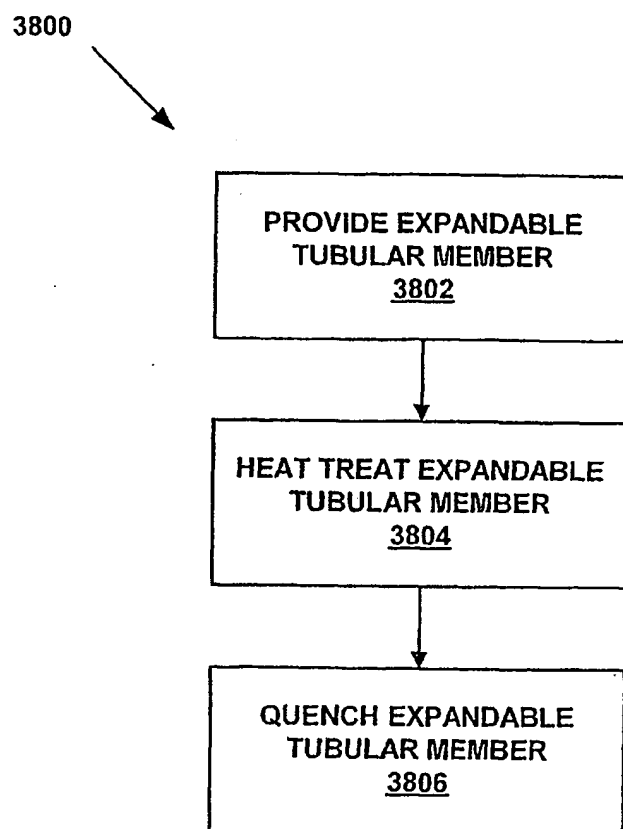 3800
PROVIDE EXPANDABLE
TUBULAR MEMBER
3802
HEAT TREAT EXPANDABLE
TUBULAR MEMBER
3804
QUENCH EXPANDABLE
TUBULAR MEMBER
3806